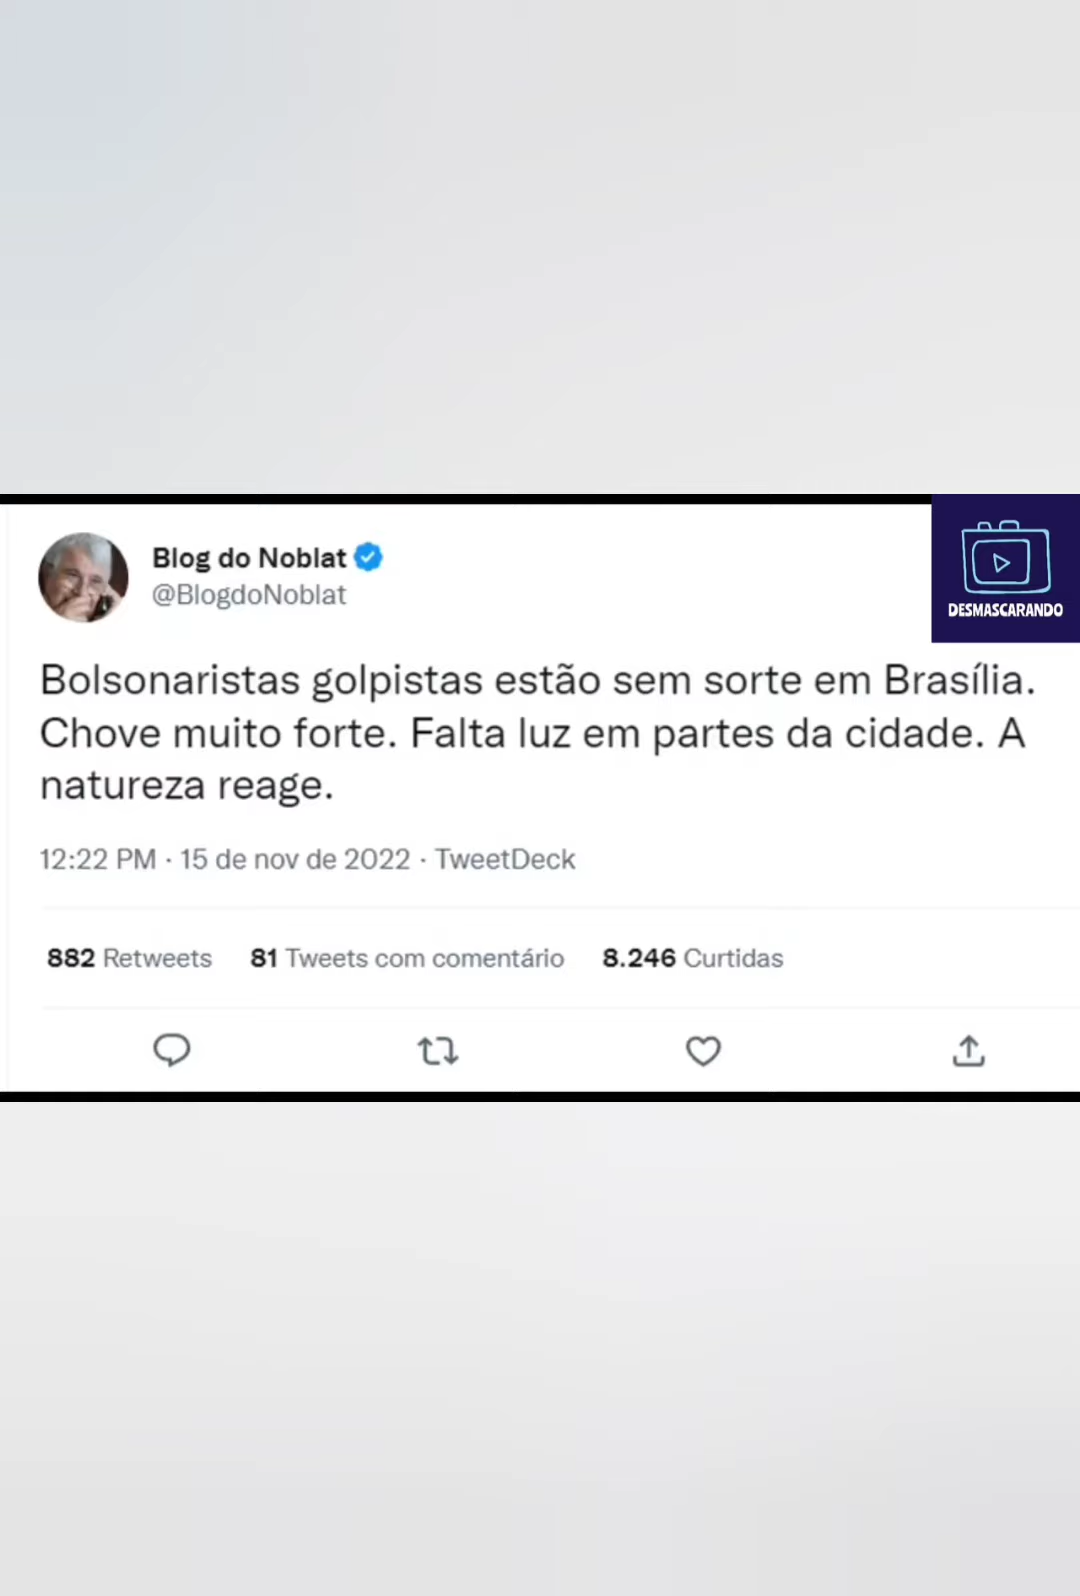 Blog do Noblat
@BlogdoNoblat
DESMASCARANDO
Bolsonaristas golpistas estão sem sorte em Brasília.
Chove muito forte. Falta luz em partes da cidade. A
natureza reage.
12:22 PM · 15 de nov de 2022 · TweetDeck
882 Retweets 81 Tweets com comentário 8.246 Curtidas